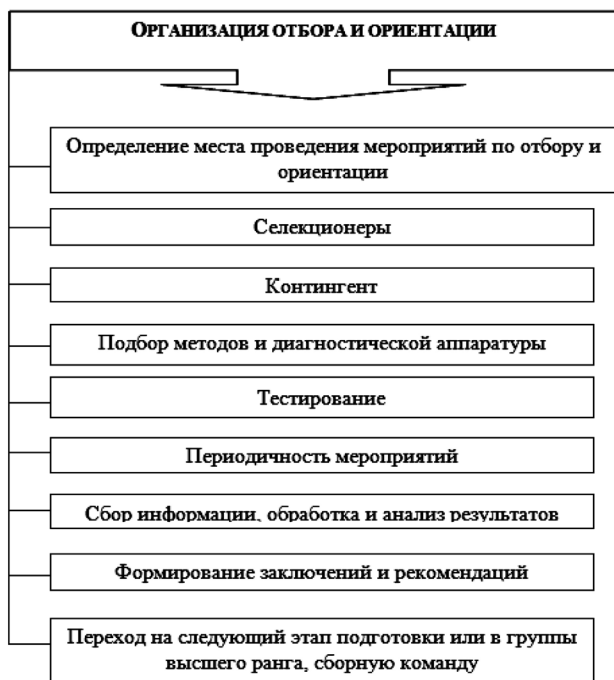 ОРГАНИЗАЦИЯ ОТБОРА И ОРИЕНТАЦИИ
Определение места проведения мероприятий по отбору и
ориентации
Селекционеры
Контингент
Подбор методов и диагностической аппаратуры
Тестирование
Периодичность мероприятий
Сбор информации, обработка и анализ результатов
Формирование заключений и рекомендаций
Переход на следующий этап подготовки или в группы
высшего ранга, сборную команду